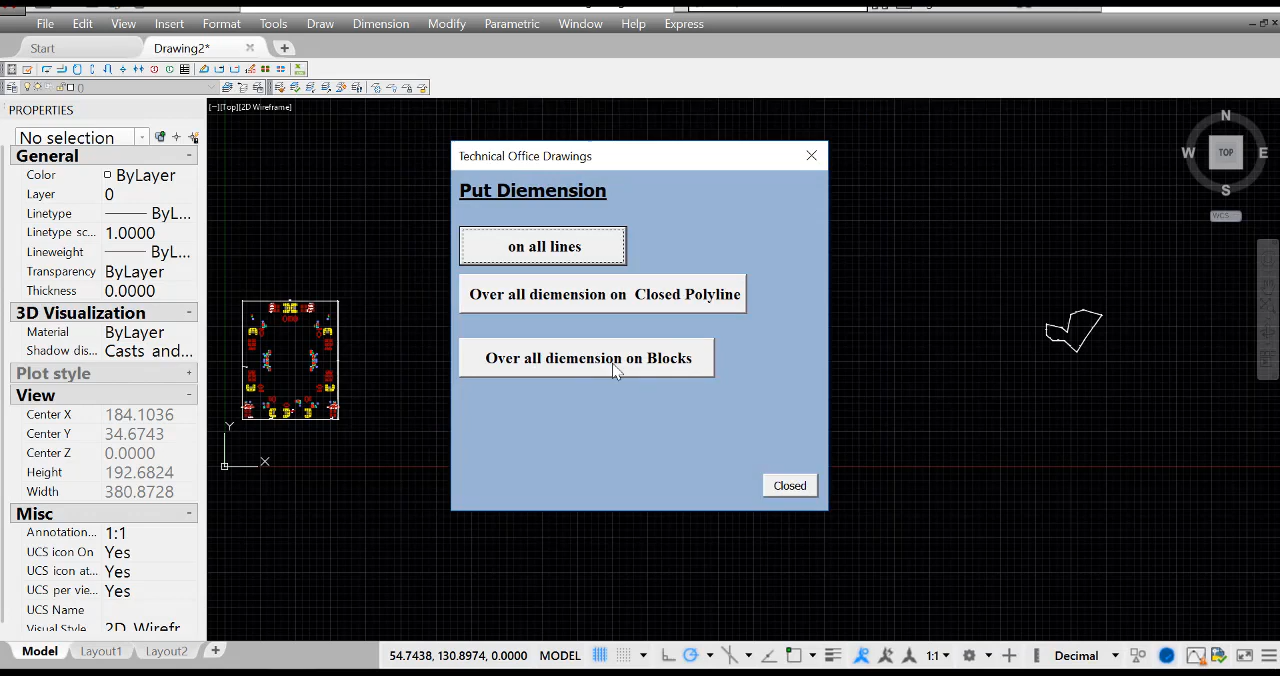 File Edit View Insert Format Tools Draw Dimension Modify Parametric Window Help Express
Start Drawing2*
0
PROPERTIES
[−][Top][2D Wireframe]
No selection
General
Color ByLayer
Layer 0
Linetype ByL...
Linetype sc... 1.0000
Lineweight ByL...
Transparency ByLayer
Thickness 0.0000
3D Visualization
Material ByLayer
Shadow dis... Casts and...
Plot style
View
Center X 184.1036
Center Y 34.6743
Center Z 0.0000
Height 192.6824
Width 380.8728
Misc
Annotation... 1:1
UCS icon On Yes
UCS icon at... Yes
UCS per vie... Yes
UCS Name
Visual Style 2D Wirefr
Technical Office Drawings
Put Diemension
on all lines
Over all diemension on Closed Polyline
Over all diemension on Blocks
Closed
N
W TOP E
S
WCS
Y
X
Model Layout1 Layout2
54.7438, 130.8974, 0.0000 MODEL 1:1 Decimal